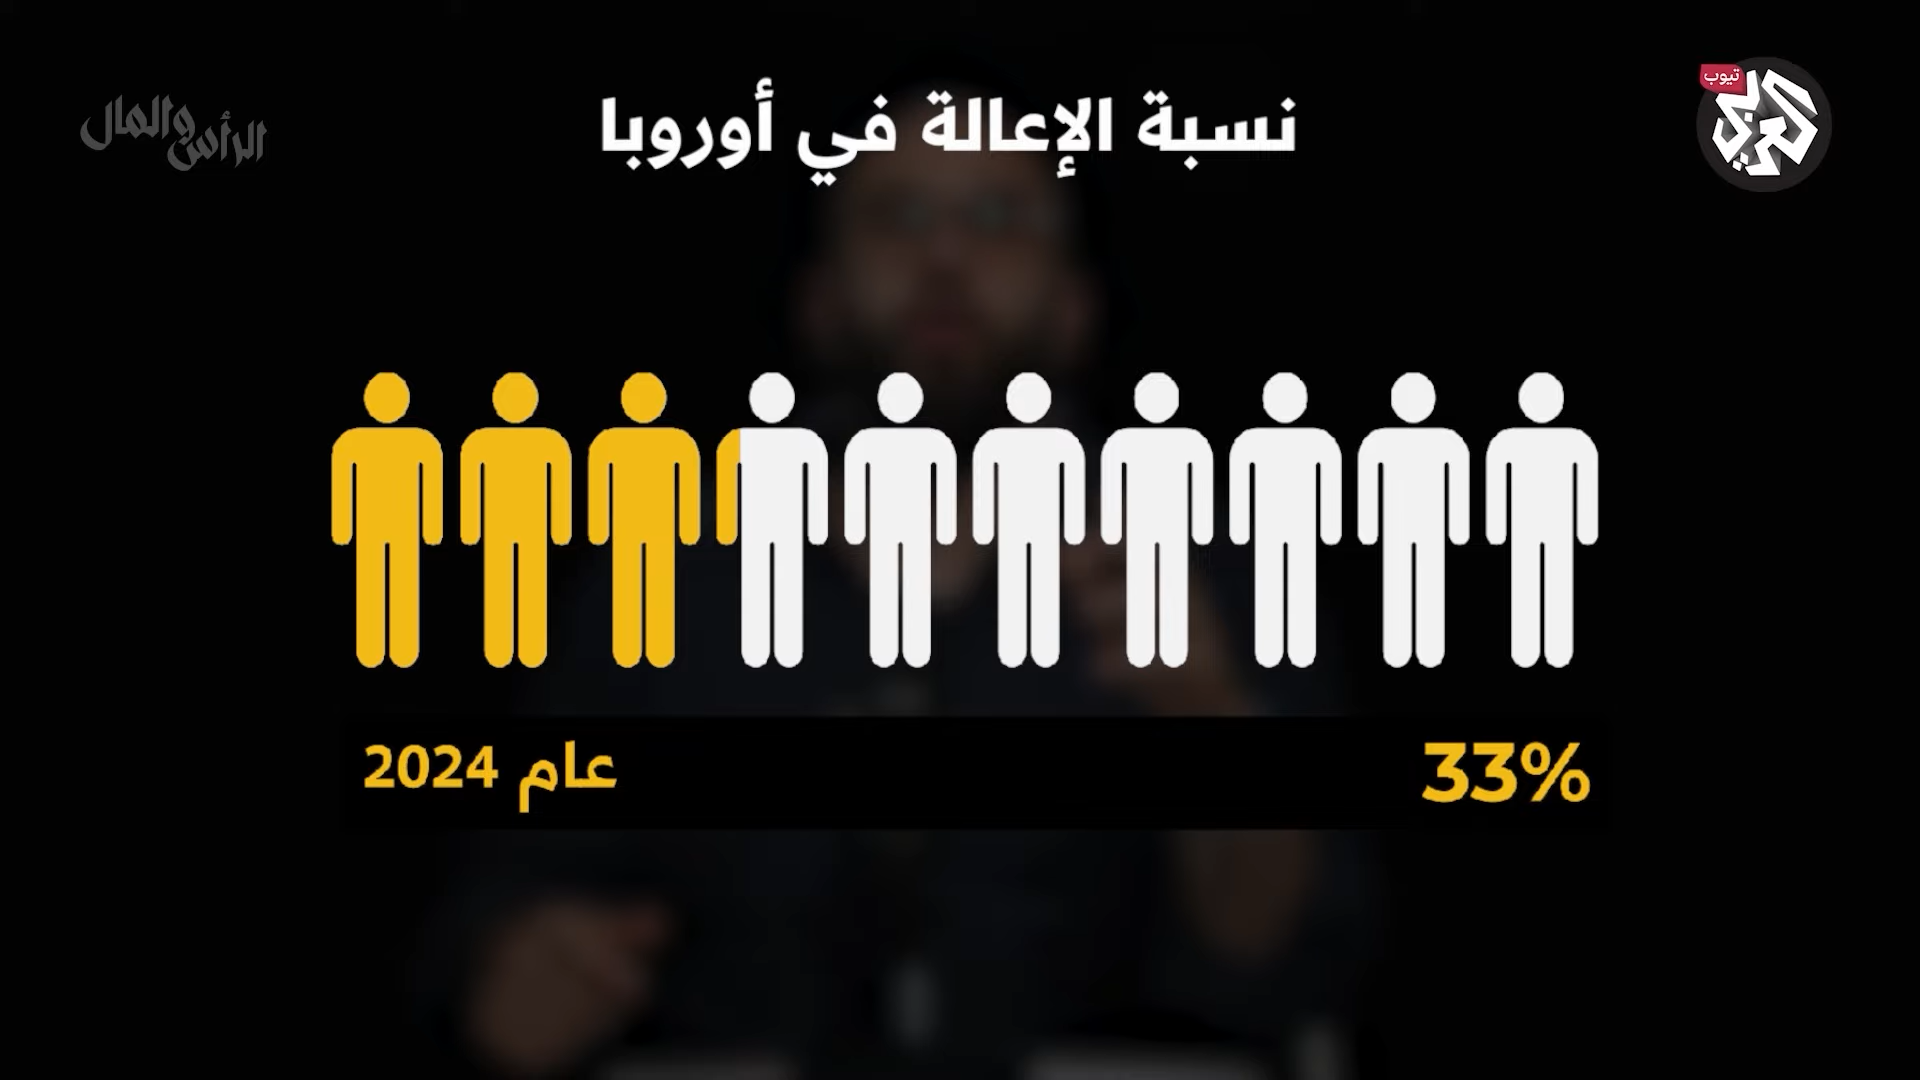 تيوب
العربي
نسبة الإعالة في أوروبا
الرأس والمال
عام 2024
33%